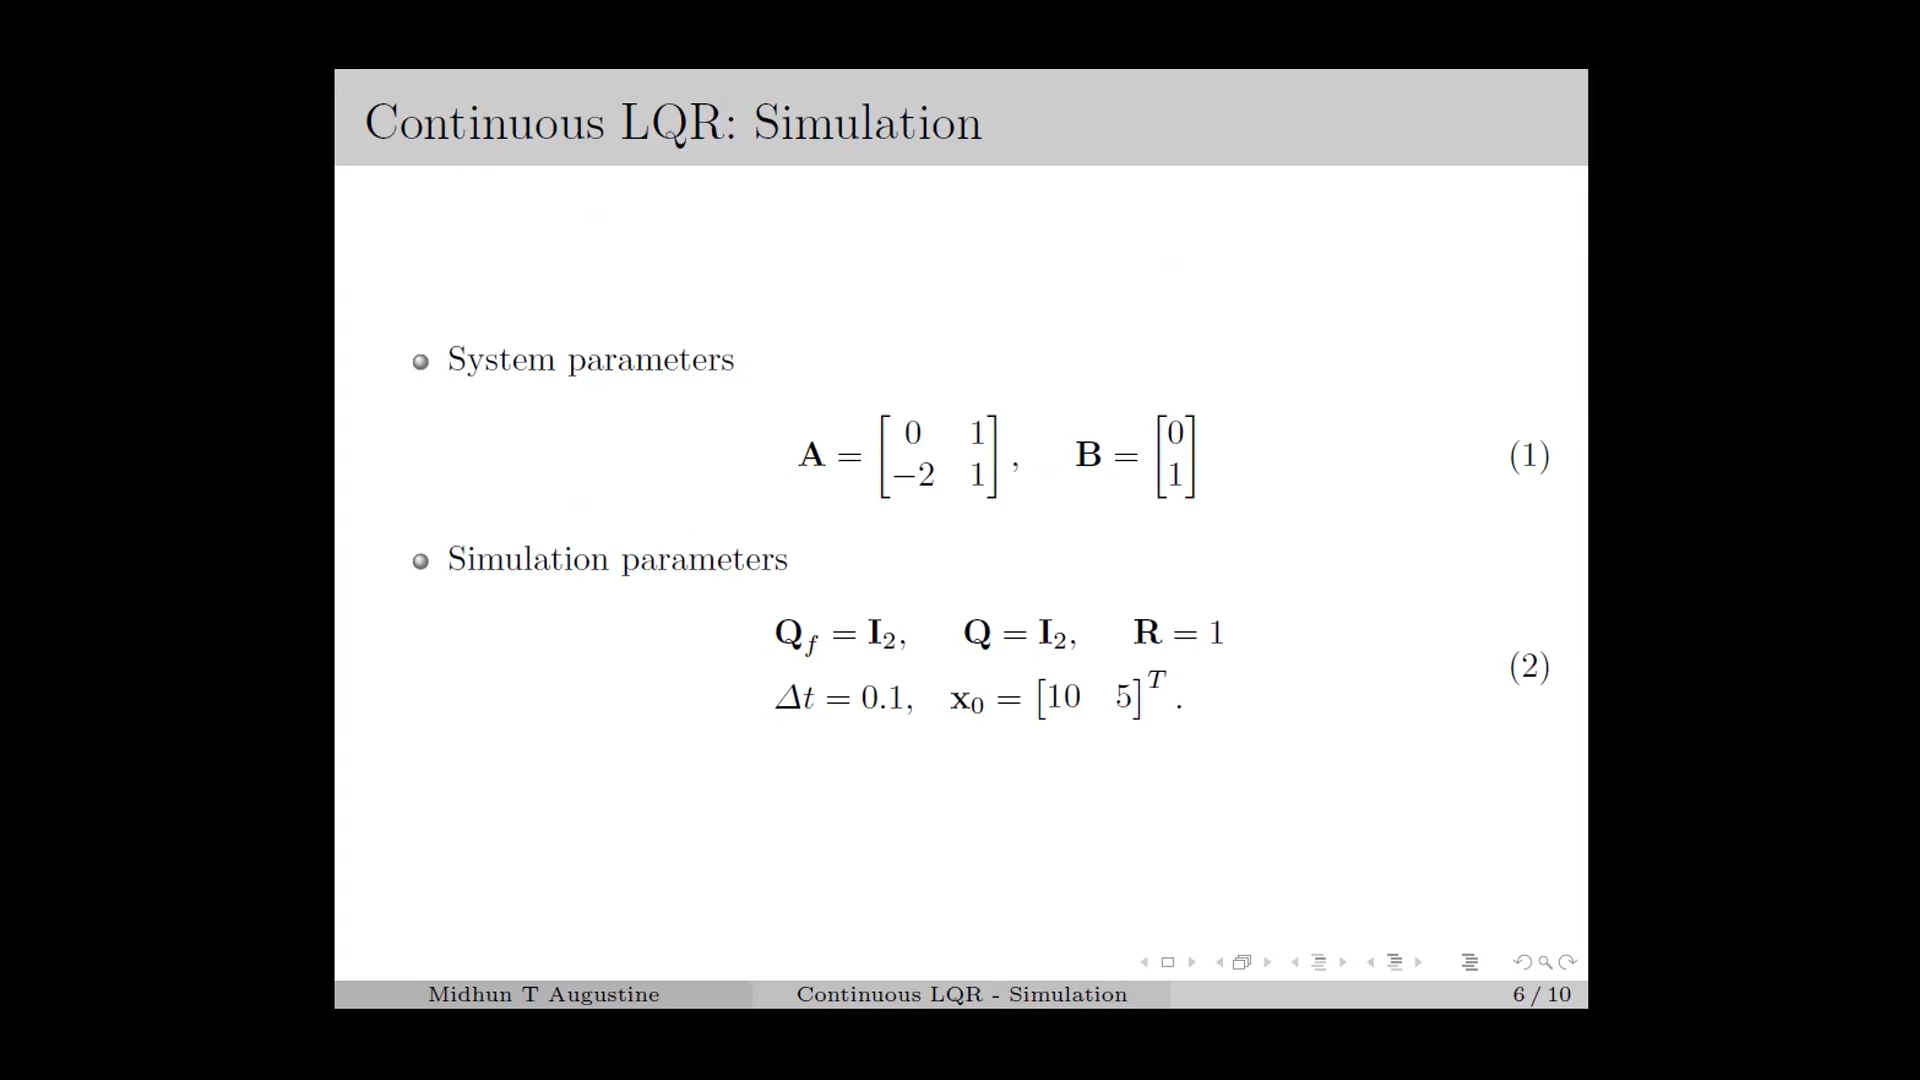 Continuous LQR: Simulation
System parameters
A = [0 1; −2 1], B = [0; 1] (1)
Simulation parameters
Q_f = I_2, Q = I_2, R = 1
Δt = 0.1, x_0 = [10 5]^T. (2)
Midhun T Augustine Continuous LQR - Simulation 6 / 10